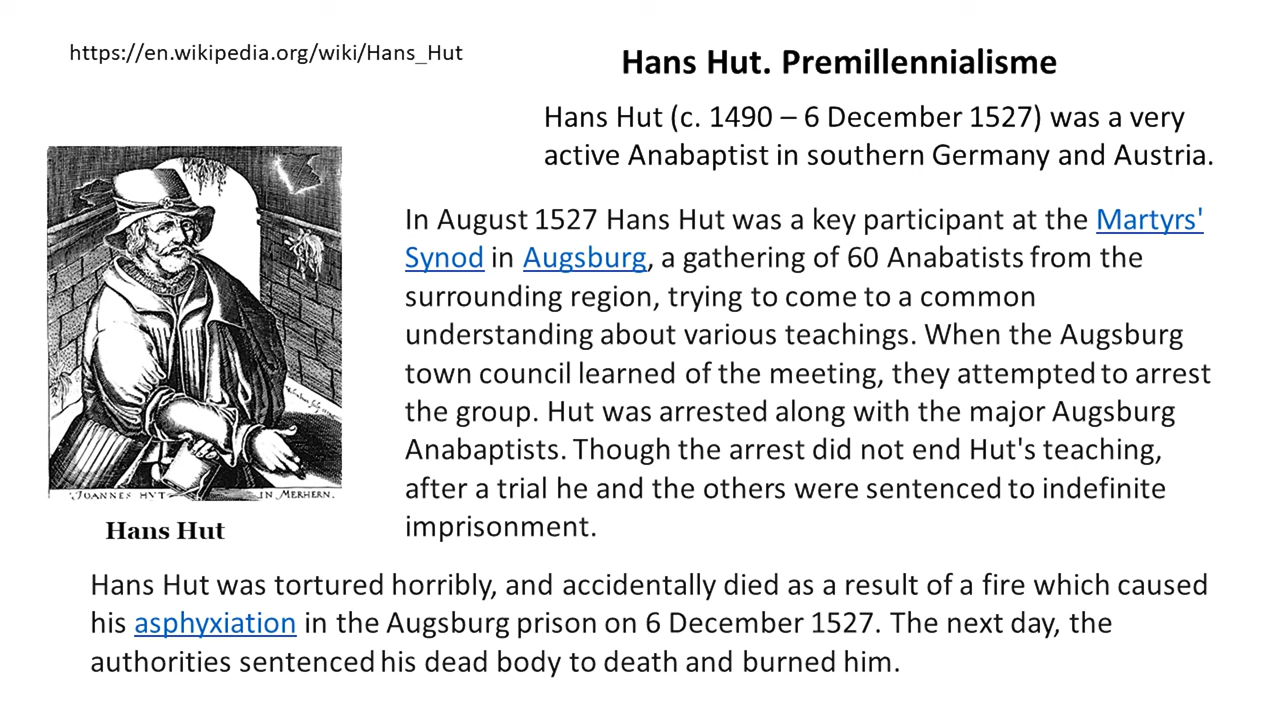 https://en.wikipedia.org/wiki/Hans_Hut
Hans Hut. Premillennialisme
Hans Hut (c. 1490 – 6 December 1527) was a very
active Anabaptist in southern Germany and Austria.
In August 1527 Hans Hut was a key participant at the Martyrs'
Synod in Augsburg, a gathering of 60 Anabatists from the
surrounding region, trying to come to a common
understanding about various teachings. When the Augsburg
town council learned of the meeting, they attempted to arrest
the group. Hut was arrested along with the major Augsburg
Anabaptists. Though the arrest did not end Hut's teaching,
after a trial he and the others were sentenced to indefinite
imprisonment.
IOANNES HVT IN MERHERN.
Hans Hut
Hans Hut was tortured horribly, and accidentally died as a result of a fire which caused
his asphyxiation in the Augsburg prison on 6 December 1527. The next day, the
authorities sentenced his dead body to death and burned him.